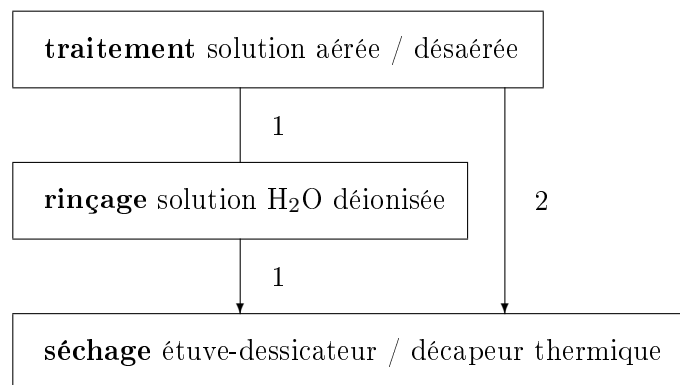 traitement solution aérée / désaérée
1
rinçage solution H₂O déionisée
2
1
séchage étuve-dessicateur / décapeur thermique